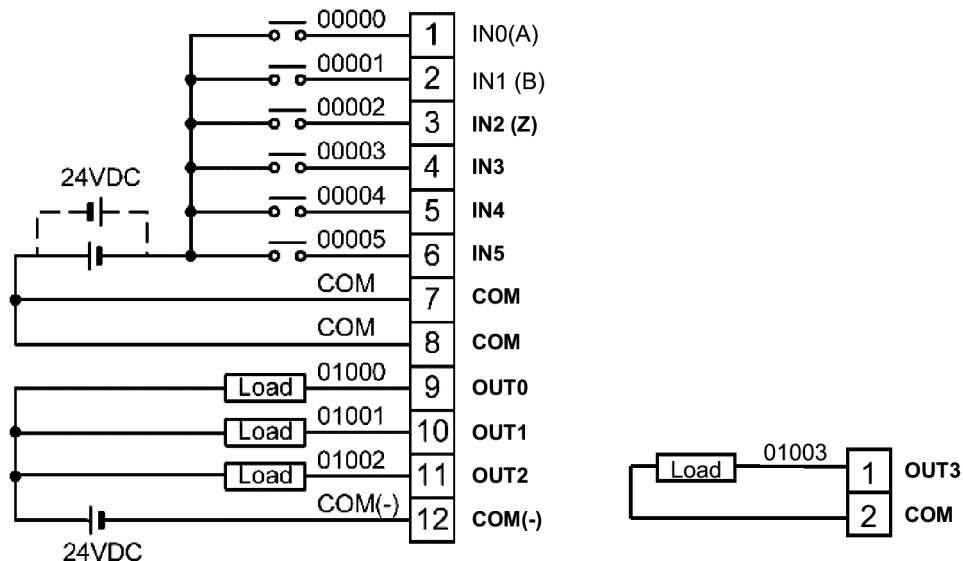 00000 1 IN0(A)
00001 2 IN1 (B)
00002 3 IN2 (Z)
00003 4 IN3
24VDC
00004 5 IN4
00005 6 IN5
COM 7 COM
COM 8 COM
Load 01000 9 OUT0
Load 01001 10 OUT1
Load 01002 11 OUT2
COM(-) 12 COM(-)
24VDC
Load 01003 1 OUT3
2 COM